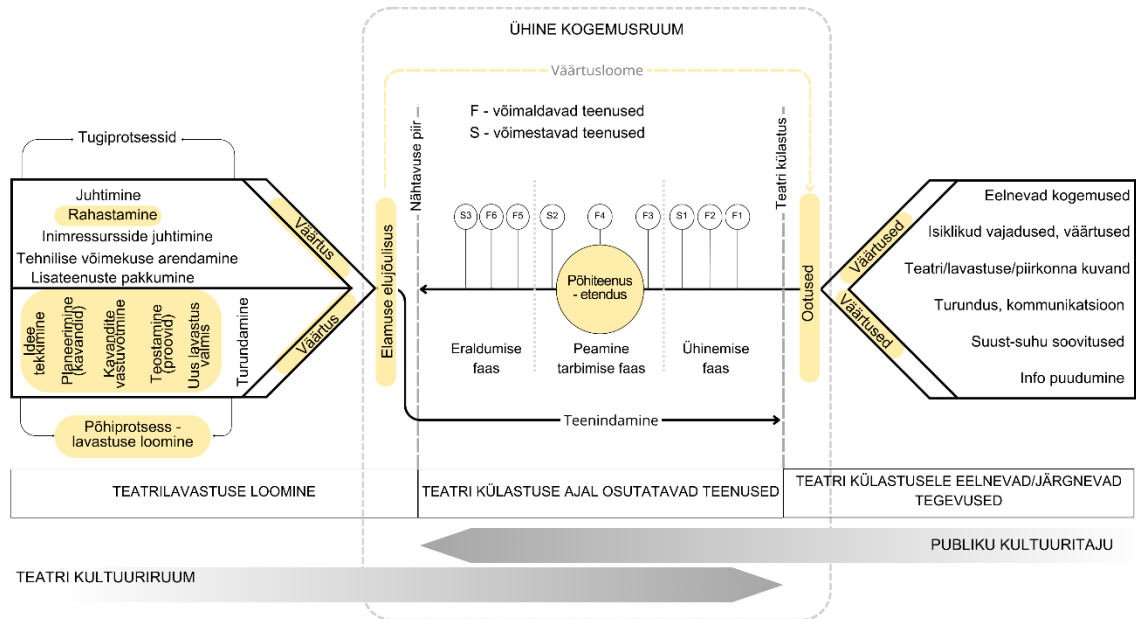 ÜHINE KOGEMUSRUUM
Väärtusloome
F - võimaldavad teenused
S - võimestavad teenused
Tugiprotsessid
Juhtimine
Rahastamine
Inimressursside juhtimine
Tehnilise võimekuse arendamine
Lisateenuste pakkumine
Idee
tekkimine
Planeerimine
(kavandid)
Kavandite
vastuvõtmine
Teostamine
(proovid)
Uus lavastus
valmis
Turundamine
Põhiprotsess -
lavastuse loomine
Väärtus
Väärtus
Elamuse elujõulisus
Nähtavuse piir
S3
F6
F5
S2
F4
F3
S1
F2
F1
Põhiteenus
- etendus
Eraldumise
faas
Peamine
tarbimise faas
Ühinemise
faas
Teenindamine
Teatri külastus
Ootused
Väärtused
Väärtused
Eelnevad kogemused
Isiklikud vajadused, väärtused
Teatri/lavastuse/piirkonna kuvand
Turundus, kommunikatsioon
Suust-suhu soovitused
Info puudumine
TEATRILAVASTUSE LOOMINE
TEATRI KÜLASTUSE AJAL OSUTATAVAD TEENUSED
TEATRI KÜLASTUSELE EELNEVAD/JÄRGNEVAD
TEGEVUSED
PUBLIKU KULTUURITAJU
TEATRI KULTUURIRUUM